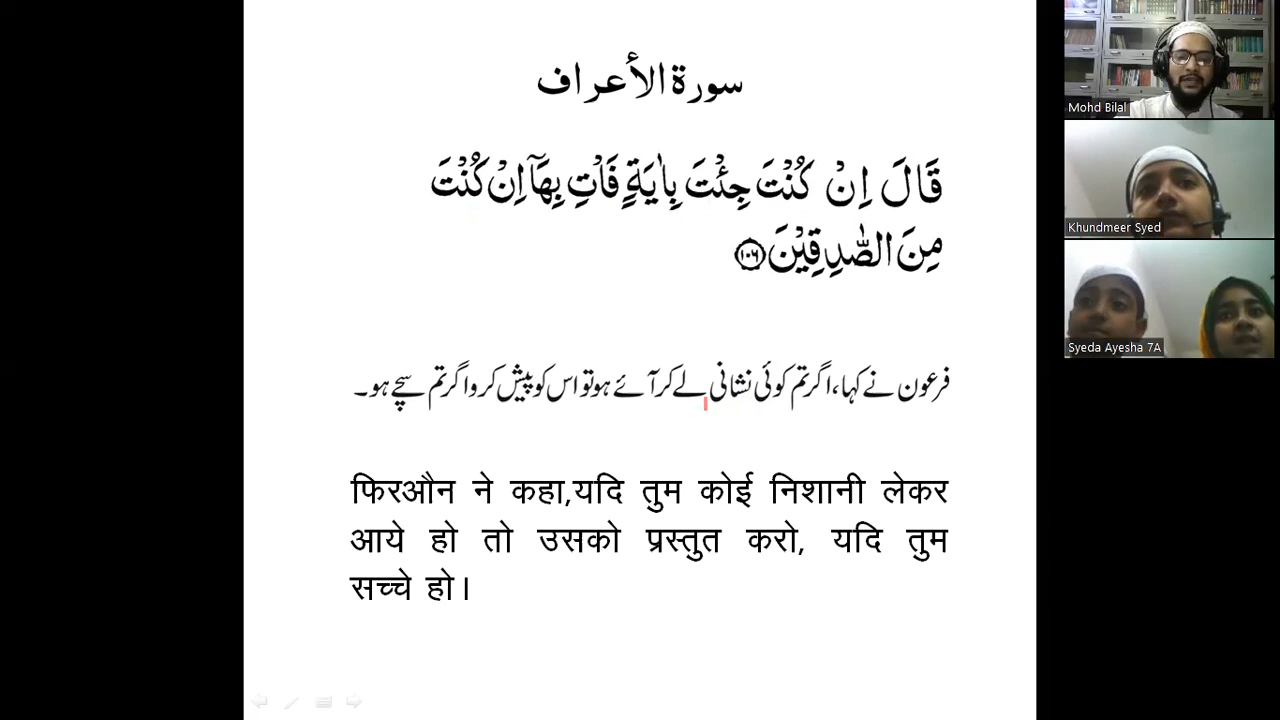 سورة الأعراف
قَالَ اِنْ كُنْتَ جِئْتَ بِاٰيَةٍ فَاْتِ بِهَاۤ اِنْ كُنْتَ
مِنَ الصّٰدِقِيْنَ ۝۱۰۶
فرعون نے کہا، اگر تم کوئی نشانی لے کر آئے ہو تو اس کو پیش کرو اگر تم سچے ہو۔
फिरऔन ने कहा,यदि तुम कोई निशानी लेकर
आये हो तो उसको प्रस्तुत करो, यदि तुम
सच्चे हो।
Mohd Bilal
Khundmeer Syed
Syeda Ayesha 7A